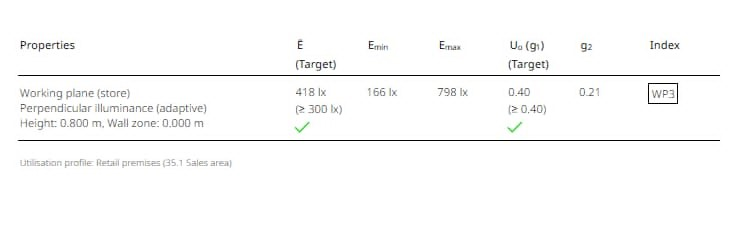 Properties Ē Emin Emax Uₒ (g₁) g₂ Index
(Target) (Target)
Working plane (store) 418 lx 166 lx 798 lx 0.40 0.21 WP3
Perpendicular illuminance (adaptive) (≥ 300 lx) (≥ 0.40)
Height: 0.800 m, Wall zone: 0.000 m
Utilisation profile: Retail premises (35.1 Sales area)